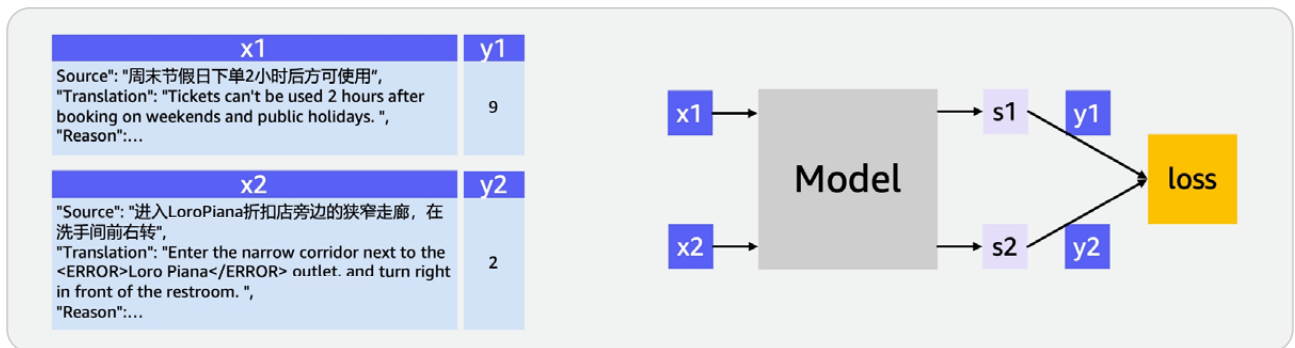 x1 y1
Source": "周末节假日下单2小时后方可使用",
"Translation": "Tickets can't be used 2 hours after
booking on weekends and public holidays. ",
"Reason":...
9
x2 y2
"Source": "进入LoroPiana折扣店旁边的狭窄走廊，在
洗手间前右转",
"Translation": "Enter the narrow corridor next to the
<ERROR>Loro Piana</ERROR> outlet, and turn right
in front of the restroom. ",
"Reason":...
2
x1
Model
s1
y1
loss
x2
s2
y2